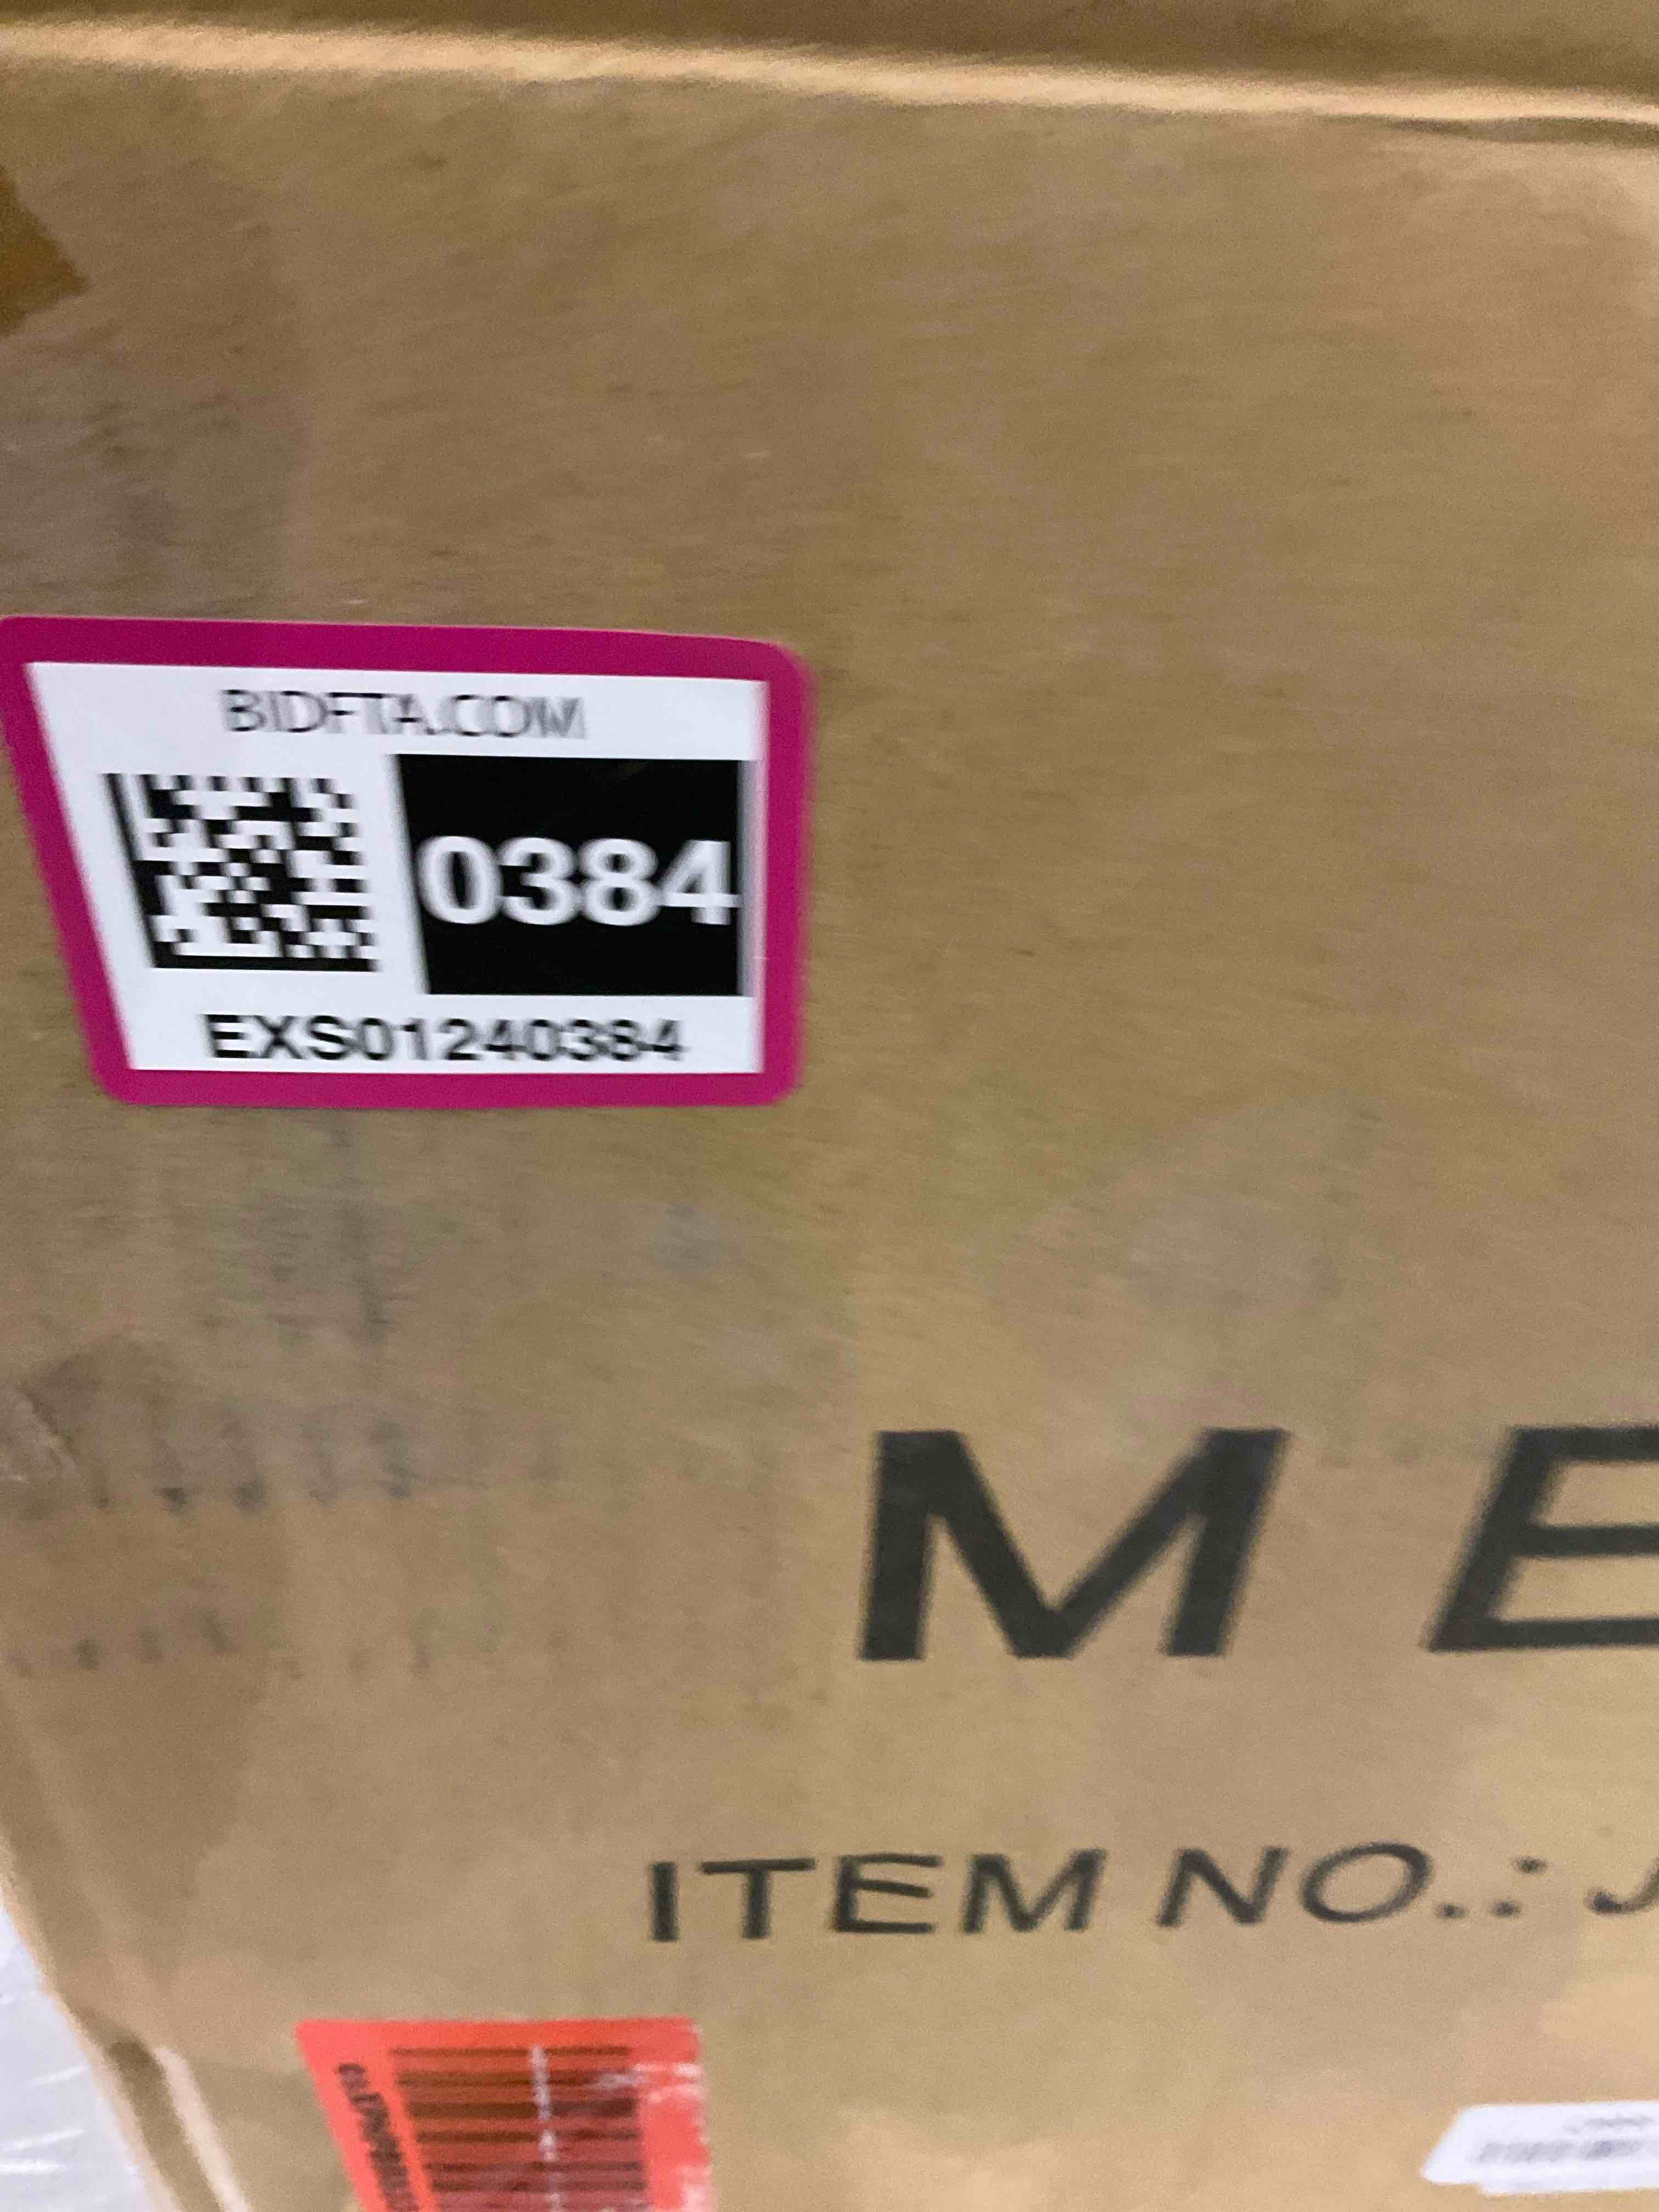 BIDFTA.COM
0384
EXS01240384
M E
ITEM NO.: J